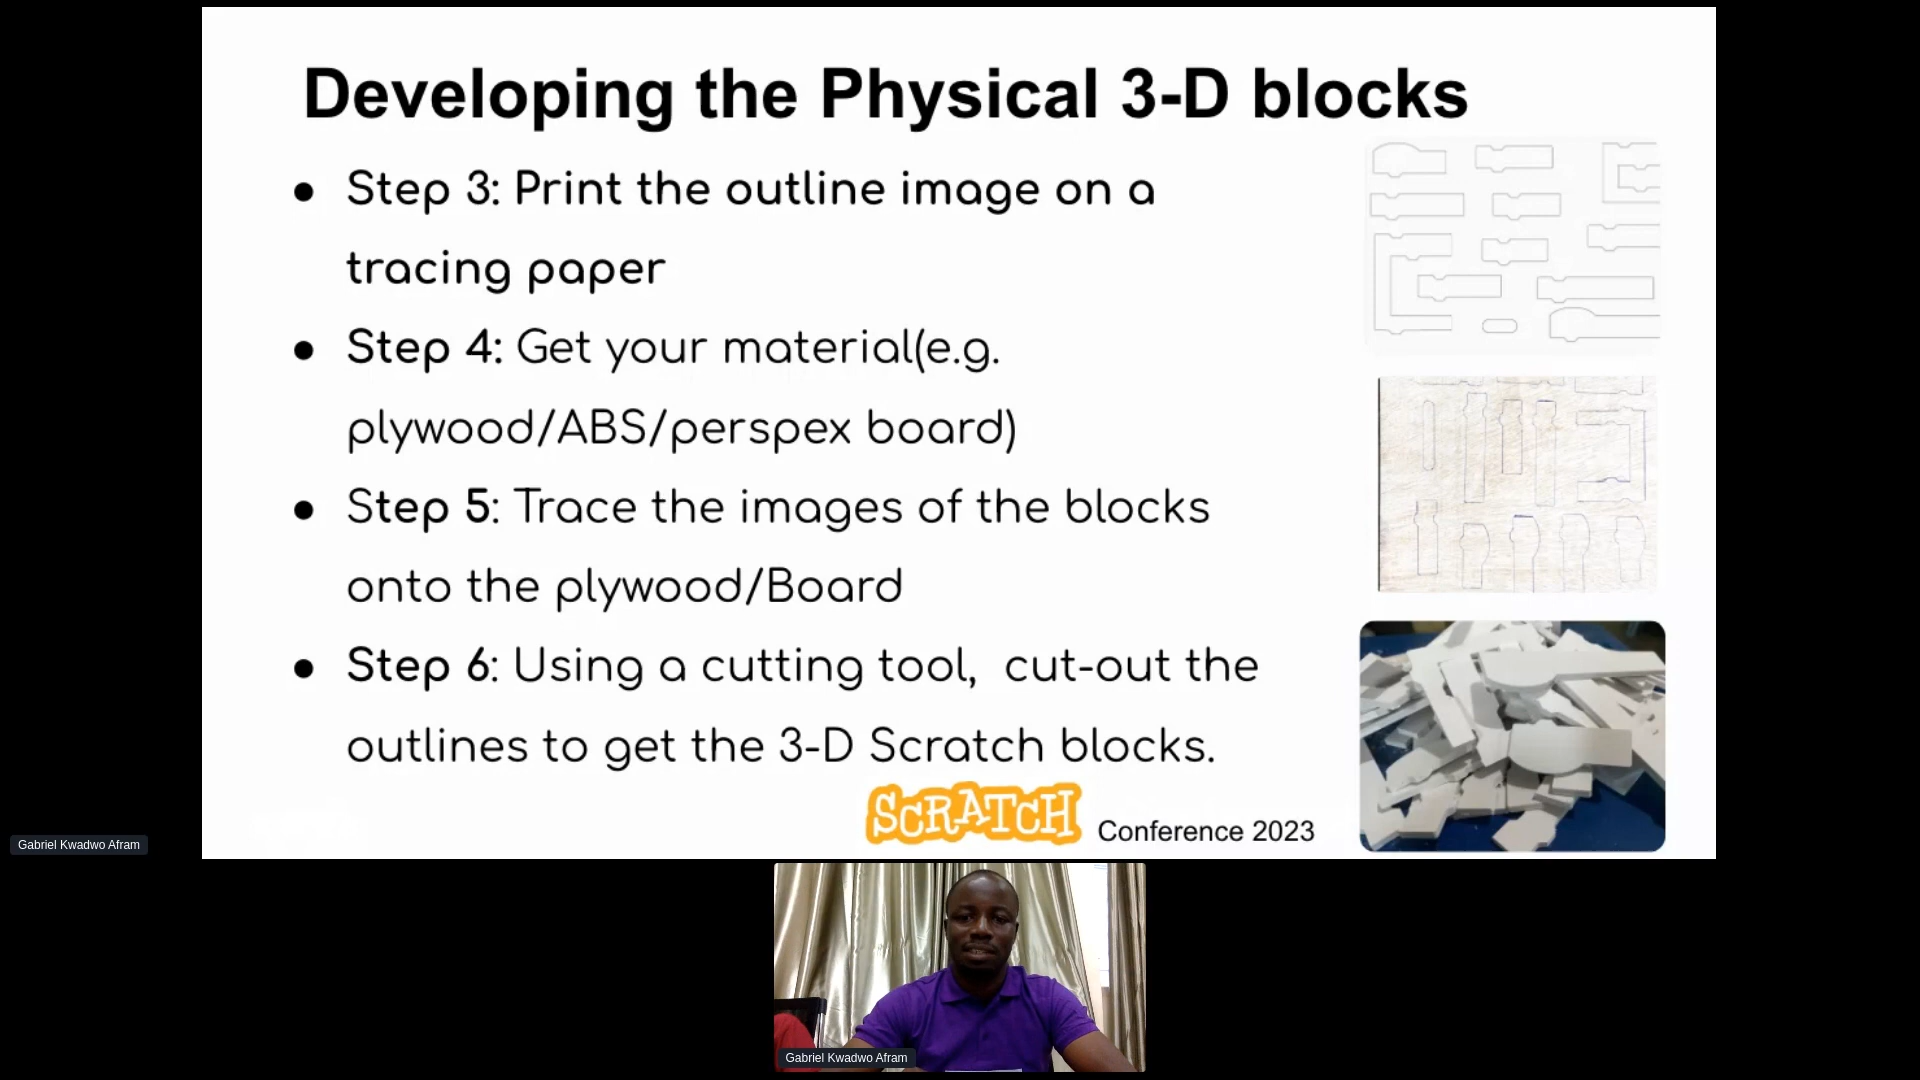 Developing the Physical 3-D blocks
● Step 3: Print the outline image on a
tracing paper
● Step 4: Get your material(e.g.
plywood/ABS/perspex board)
● Step 5: Trace the images of the blocks
onto the plywood/Board
● Step 6: Using a cutting tool,  cut-out the
outlines to get the 3-D Scratch blocks.
SCRATCH Conference 2023
Gabriel Kwadwo Afram
Gabriel Kwadwo Afram